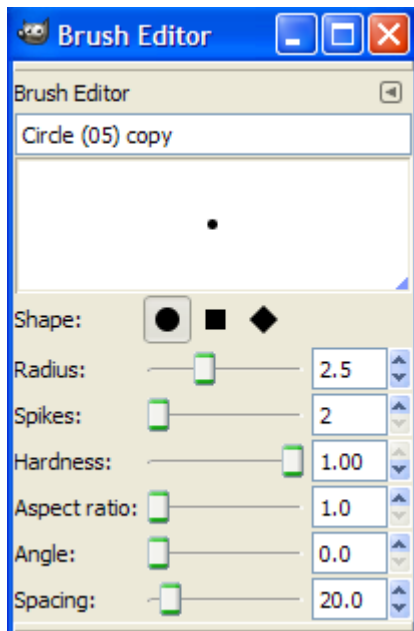 Brush Editor
Brush Editor
Circle (05) copy
Shape:
Radius: 2.5
Spikes: 2
Hardness: 1.00
Aspect ratio: 1.0
Angle: 0.0
Spacing: 20.0